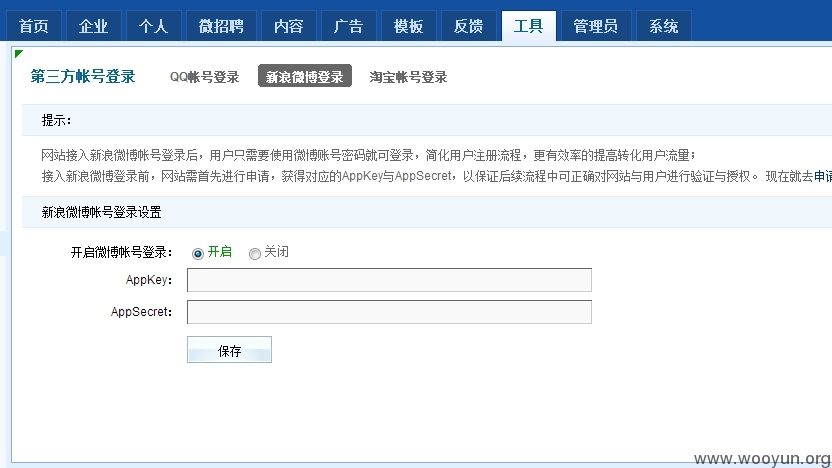 首页 企业 个人 微招聘 内容 广告 模板 反馈 工具 管理员 系统
第三方帐号登录 QQ帐号登录 新浪微博登录 淘宝帐号登录
提示：
网站接入新浪微博帐号登录后，用户只需要使用微博账号密码就可登录，简化用户注册流程，更有效率的提高转化用户流量；
接入新浪微博登录前，网站需首先进行申请，获得对应的AppKey与AppSecret，以保证后续流程中可正确对网站与用户进行验证与授权。 现在就去申请
新浪微博帐号登录设置
开启微博帐号登录： 开启 关闭
AppKey：
AppSecret：
保存
www.wooyun.org